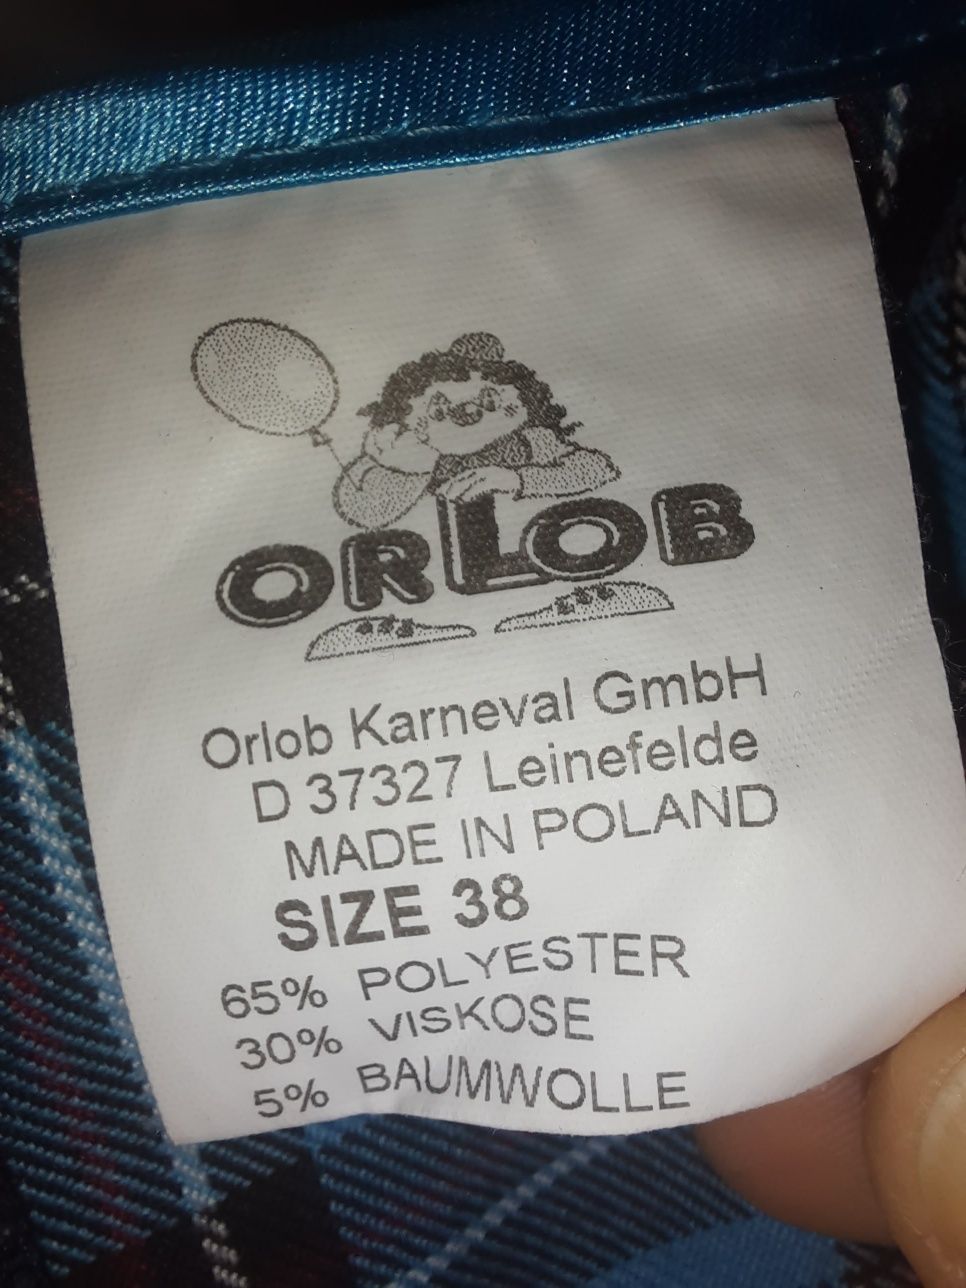 ORLOB
Orlob Karneval GmbH
D 37327 Leinefelde
MADE IN POLAND
SIZE 38
65% POLYESTER
30% VISKOSE
5% BAUMWOLLE